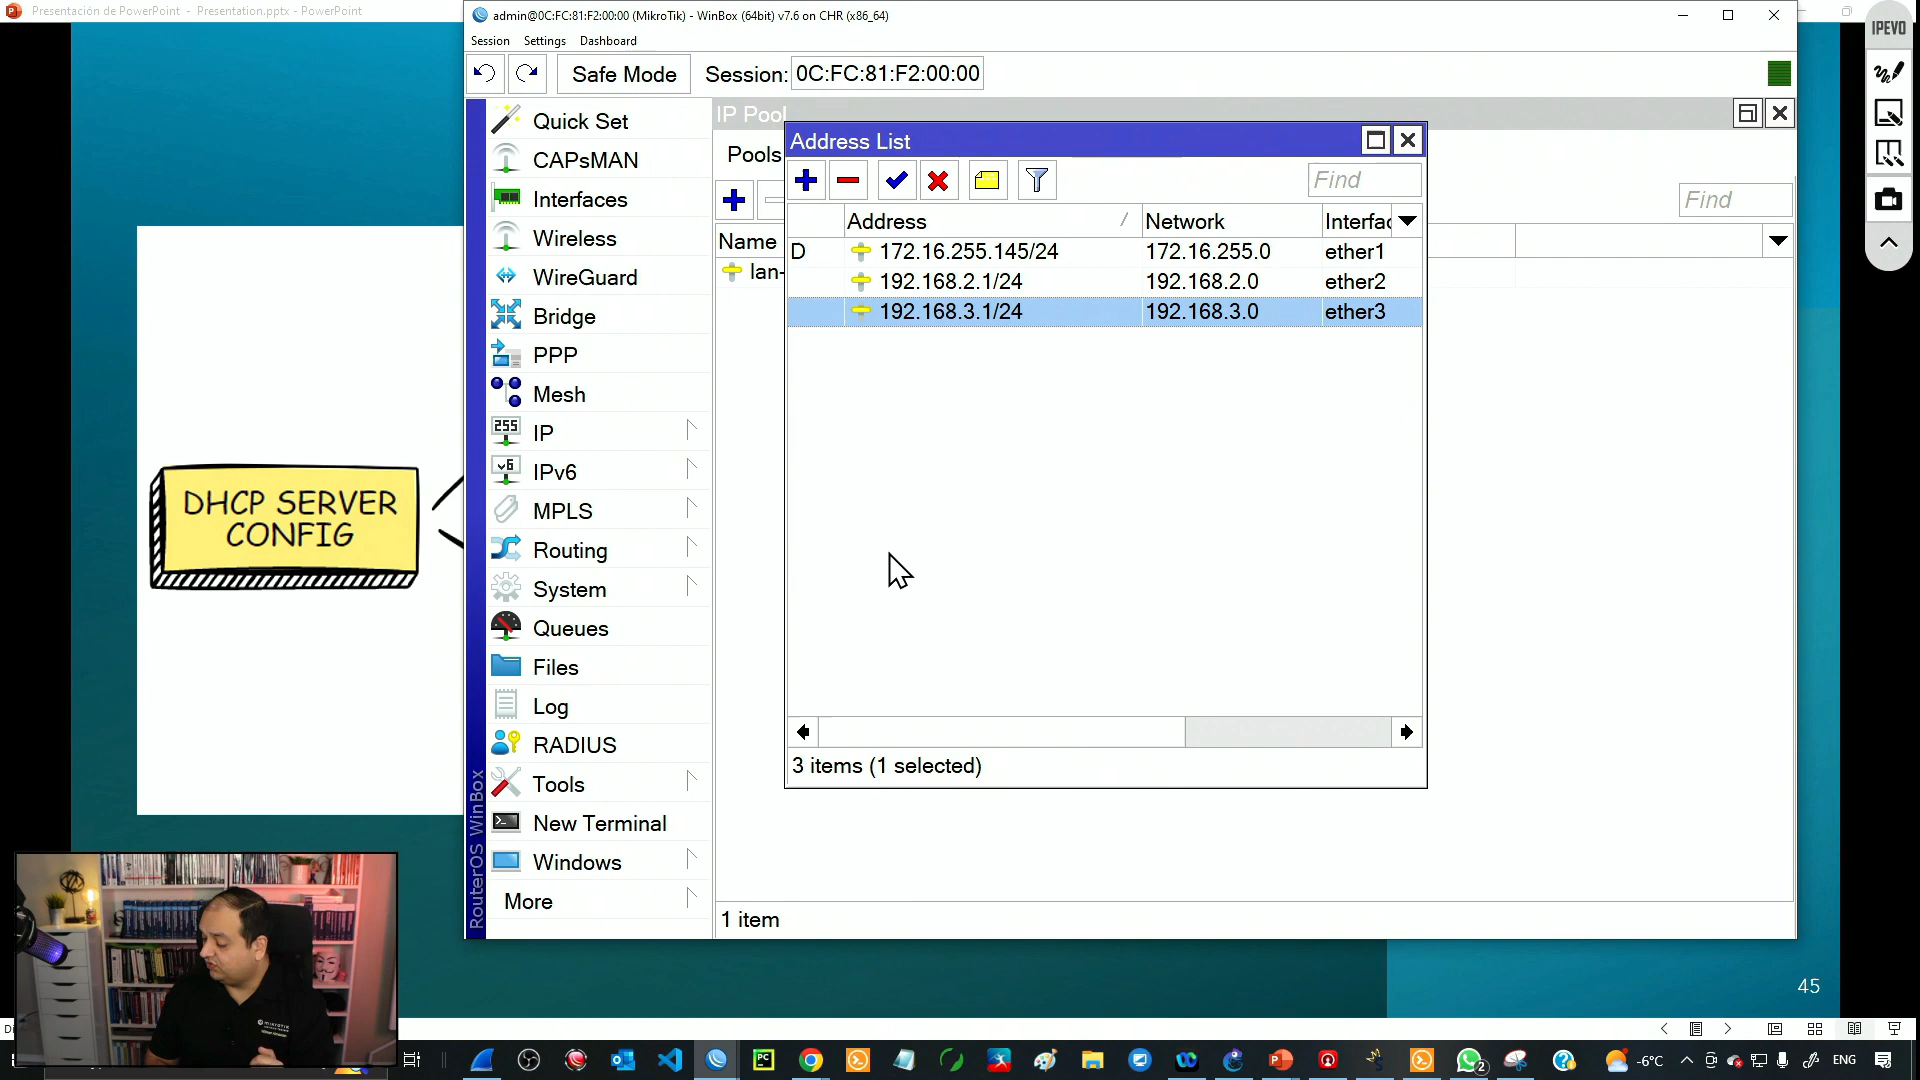 Presentación de PowerPoint - Presentation.pptx - PowerPoint
admin@0C:FC:81:F2:00:00 (MikroTik) - WinBox (64bit) v7.6 on CHR (x86_64)
IPEVO
Session Settings Dashboard
Safe Mode Session: 0C:FC:81:F2:00:00
Quick Set
CAPsMAN
Interfaces
Wireless
WireGuard
Bridge
PPP
Mesh
255 IP
v6 IPv6
MPLS
Routing
System
Queues
Files
Log
RADIUS
Tools
New Terminal
Windows
More
RouterOS WinBox
IP Pool
Pools
Find
Name
lan-
1 item
Address List
Find
Address Network Interfac
D 172.16.255.145/24 172.16.255.0 ether1
192.168.2.1/24 192.168.2.0 ether2
192.168.3.1/24 192.168.3.0 ether3
3 items (1 selected)
DHCP SERVER
CONFIG
MikroTik
45
PC
2
-6°C
ENG